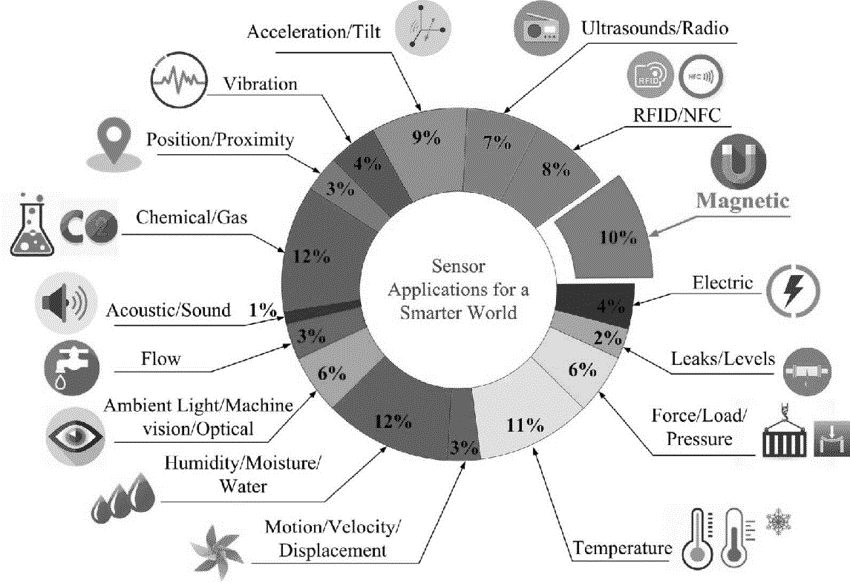 Acceleration/Tilt
Ultrasounds/Radio
Vibration
RFID
NFC
RFID/NFC
Position/Proximity
9%
7%
4%
8%
3%
Magnetic
Chemical/Gas
CO2
12%
10%
Sensor
Applications for a
Smarter World
Electric
Acoustic/Sound
1%
4%
Flow
3%
2%
Leaks/Levels
6%
6%
Ambient Light/Machine
vision/Optical
12%
11%
3%
Force/Load/
Pressure
Humidity/Moisture/
Water
Motion/Velocity/
Displacement
Temperature